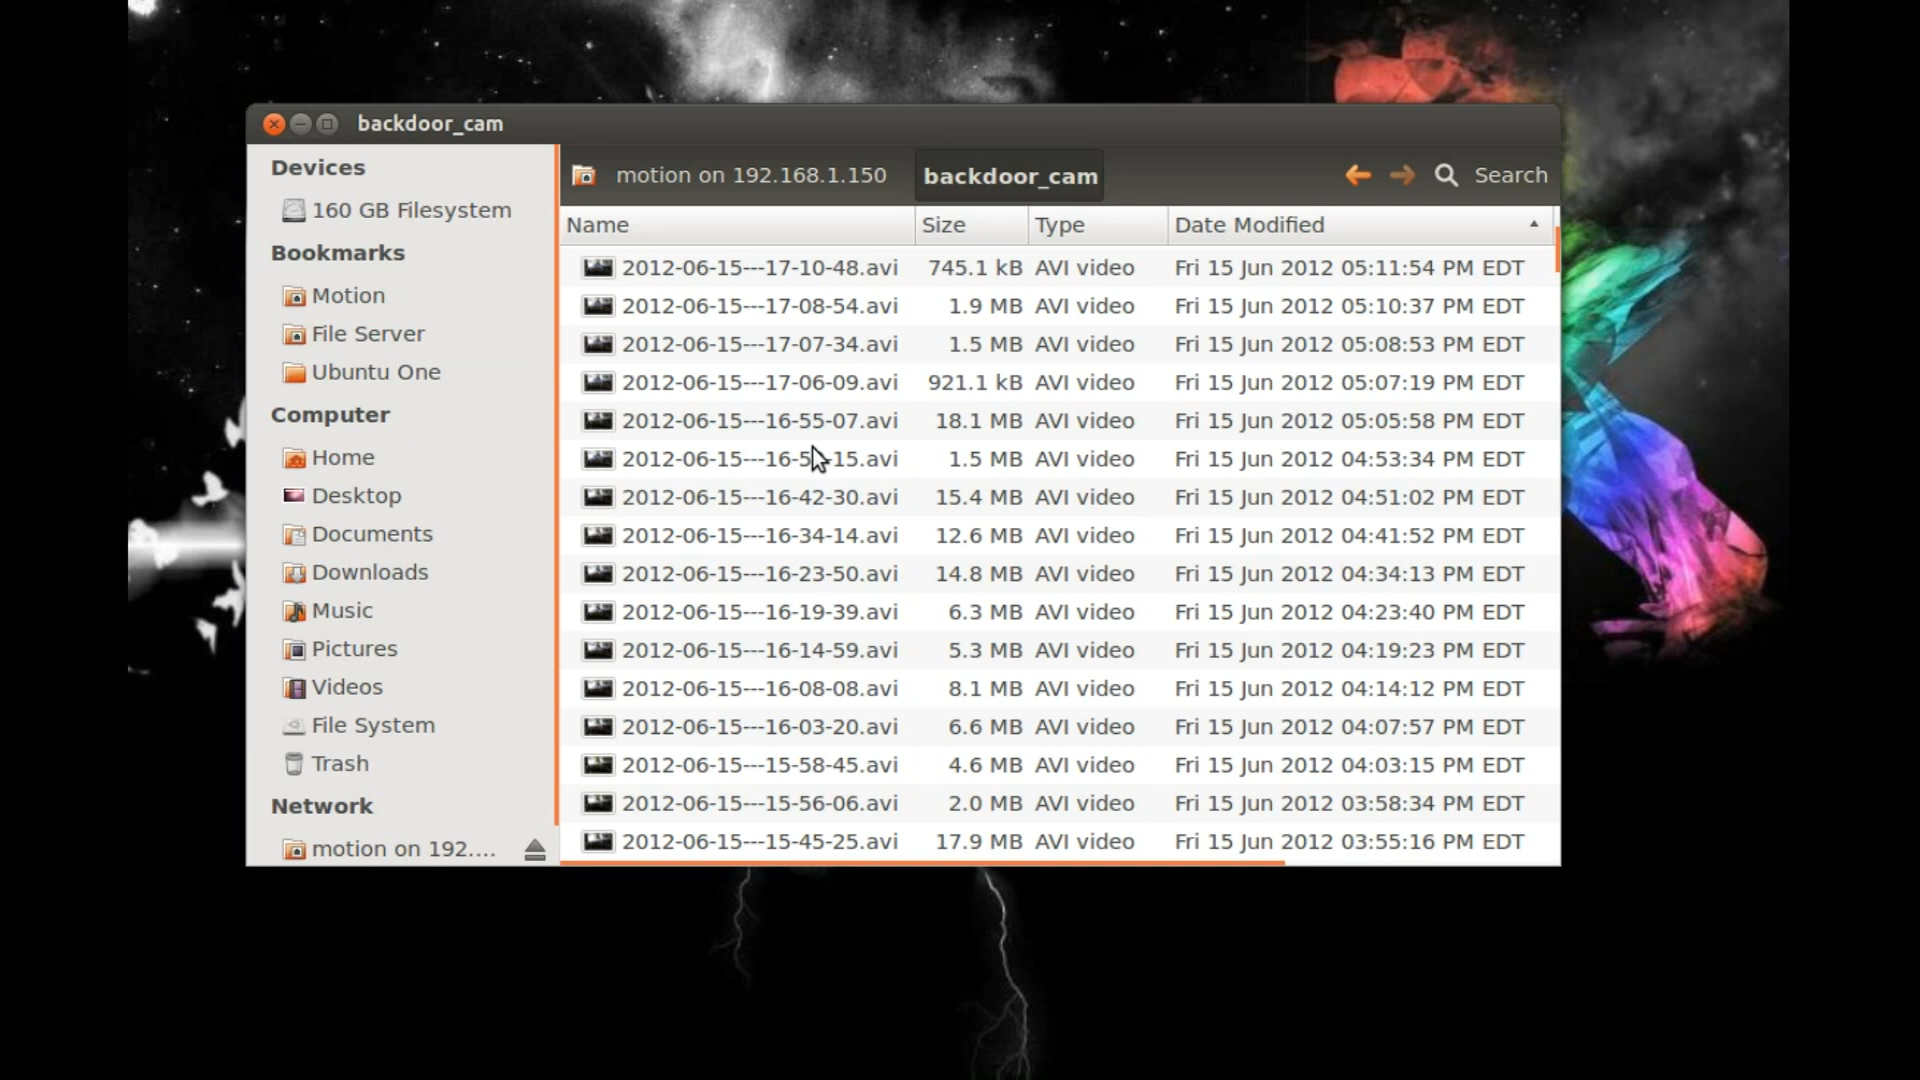 backdoor_cam
Devices
160 GB Filesystem
Bookmarks
Motion
File Server
Ubuntu One
Computer
Home
Desktop
Documents
Downloads
Music
Pictures
Videos
File System
Trash
Network
motion on 192....
motion on 192.168.1.150 backdoor_cam Search
Name Size Type Date Modified
2012-06-15---17-10-48.avi 745.1 kB AVI video Fri 15 Jun 2012 05:11:54 PM EDT
2012-06-15---17-08-54.avi 1.9 MB AVI video Fri 15 Jun 2012 05:10:37 PM EDT
2012-06-15---17-07-34.avi 1.5 MB AVI video Fri 15 Jun 2012 05:08:53 PM EDT
2012-06-15---17-06-09.avi 921.1 kB AVI video Fri 15 Jun 2012 05:07:19 PM EDT
2012-06-15---16-55-07.avi 18.1 MB AVI video Fri 15 Jun 2012 05:05:58 PM EDT
1.5 MB AVI video Fri 15 Jun 2012 04:53:34 PM EDT
2012-06-15---16-42-30.avi 15.4 MB AVI video Fri 15 Jun 2012 04:51:02 PM EDT
2012-06-15---16-34-14.avi 12.6 MB AVI video Fri 15 Jun 2012 04:41:52 PM EDT
2012-06-15---16-23-50.avi 14.8 MB AVI video Fri 15 Jun 2012 04:34:13 PM EDT
2012-06-15---16-19-39.avi 6.3 MB AVI video Fri 15 Jun 2012 04:23:40 PM EDT
2012-06-15---16-14-59.avi 5.3 MB AVI video Fri 15 Jun 2012 04:19:23 PM EDT
2012-06-15---16-08-08.avi 8.1 MB AVI video Fri 15 Jun 2012 04:14:12 PM EDT
2012-06-15---16-03-20.avi 6.6 MB AVI video Fri 15 Jun 2012 04:07:57 PM EDT
2012-06-15---15-58-45.avi 4.6 MB AVI video Fri 15 Jun 2012 04:03:15 PM EDT
2012-06-15---15-56-06.avi 2.0 MB AVI video Fri 15 Jun 2012 03:58:34 PM EDT
2012-06-15---15-45-25.avi 17.9 MB AVI video Fri 15 Jun 2012 03:55:16 PM EDT